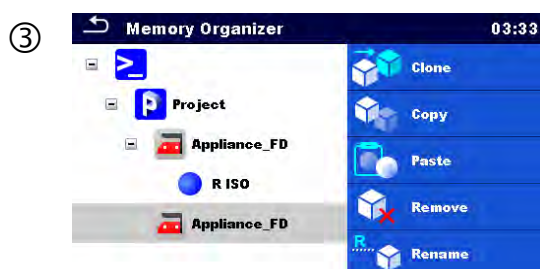 ③
Memory Organizer 03:33
>_
Clone
P Project
Copy
Appliance_FD
Paste
R ISO
Remove
Appliance_FD
R
Rename